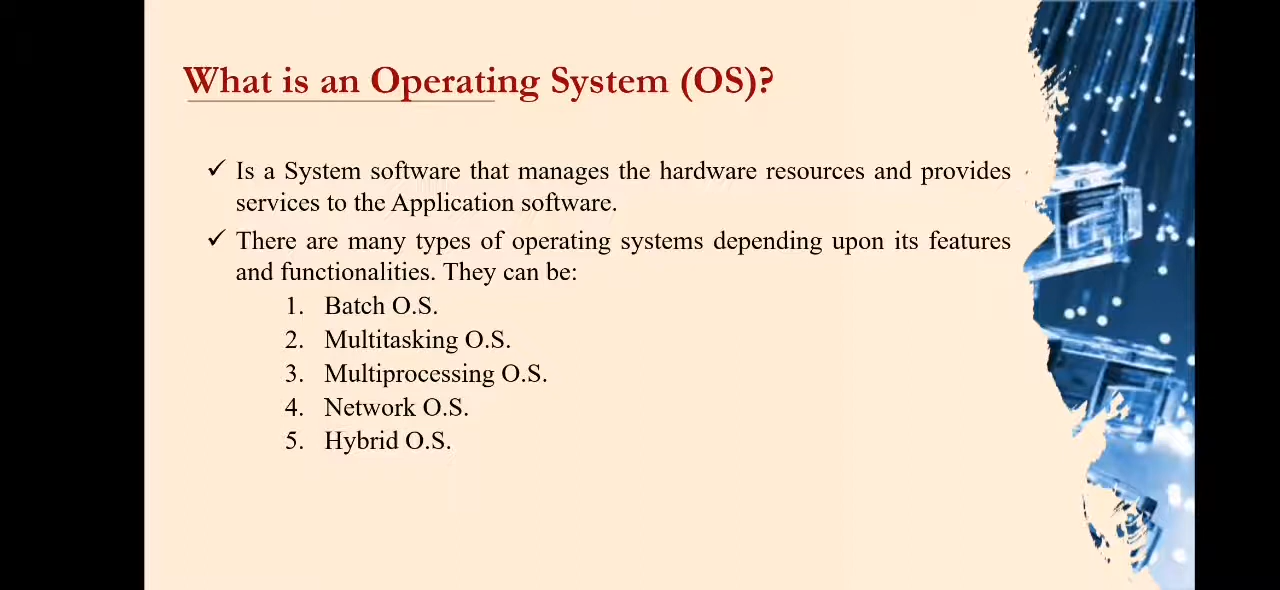 What is an Operating System (OS)?
✓ Is a System software that manages the hardware resources and provides
services to the Application software.
✓ There are many types of operating systems depending upon its features
and functionalities. They can be:
1. Batch O.S.
2. Multitasking O.S.
3. Multiprocessing O.S.
4. Network O.S.
5. Hybrid O.S.